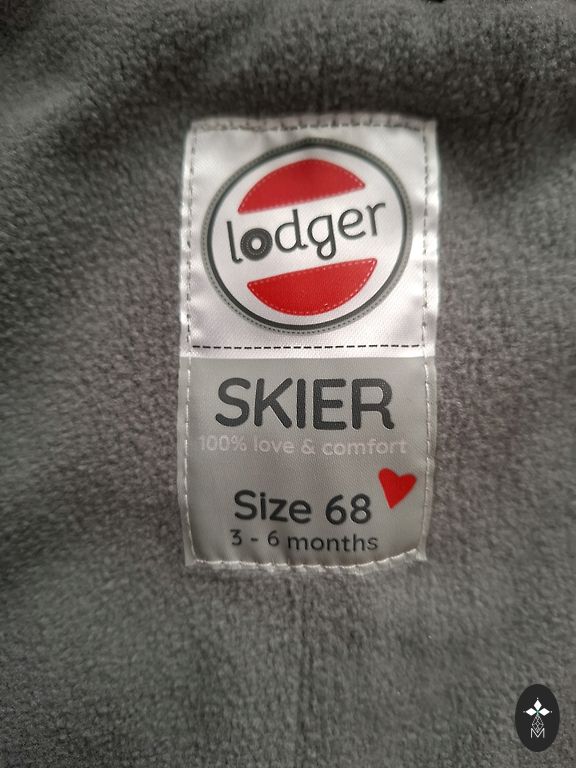 lodger
SKIER
100% love & comfort
Size 68
3 - 6 months
M